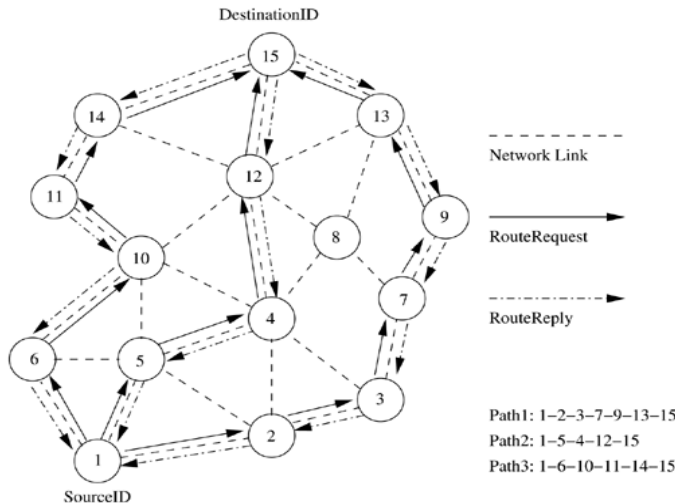 DestinationID
15
14
13
12
11
9
8
10
7
4
6
5
3
2
1
SourceID
Network Link
RouteRequest
RouteReply
Path1: 1–2–3–7–9–13–15
Path2: 1–5–4–12–15
Path3: 1–6–10–11–14–15